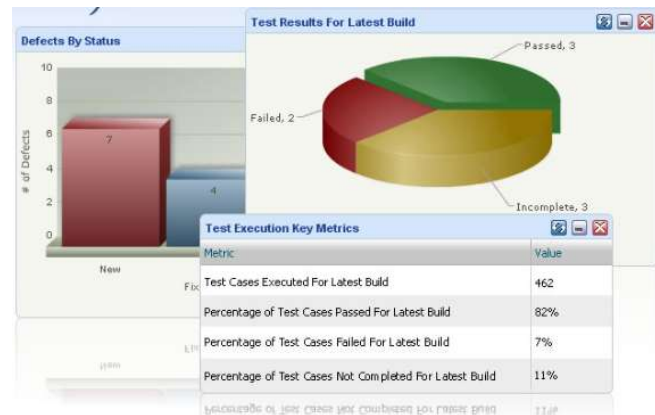 Defects By Status
10
8
6
4
2
0
# of Defects
7
4
New
Fix
Test Results For Latest Build
Passed, 3
Failed, 2
Incomplete, 3
Test Execution Key Metrics
Metric Value
Test Cases Executed For Latest Build 462
Percentage of Test Cases Passed For Latest Build 82%
Percentage of Test Cases Failed For Latest Build 7%
Percentage of Test Cases Not Completed For Latest Build 11%